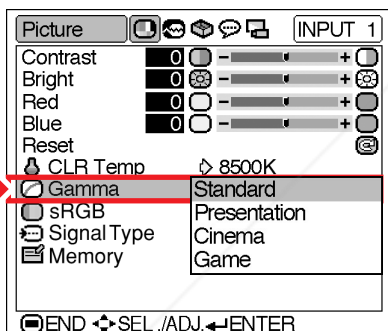 Picture INPUT 1
Contrast 0 - +
Bright 0 - +
Red 0 - +
Blue 0 - +
Reset
CLR Temp 8500K
Gamma Standard
sRGB Presentation
Signal Type Cinema
Memory Game
END SEL./ADJ. ENTER